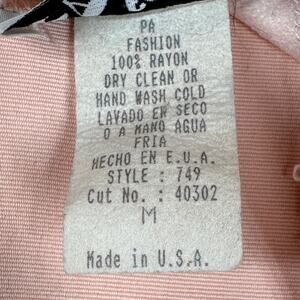 PA
FASHION
100% RAYON
DRY CLEAN OR
HAND WASH COLD
LAVADO EN SECO
O A MANO AGUA
FRIA
HECHO EN E.U.A.
STYLE : 749
Cut No. : 40302
M
Made in U.S.A.